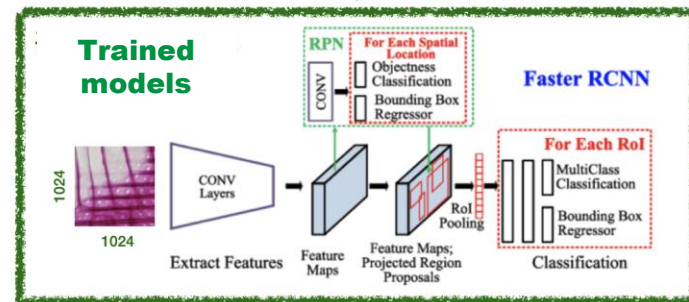 Trained
models
RPN
For Each Spatial
Location
CONV
Objectness
Classification
Bounding Box
Regressor
Faster RCNN
1024
1024
CONV
Layers
Extract Features
Feature
Maps
Feature Maps;
Projected Region
Proposals
RoI
Pooling
For Each RoI
MultiClass
Classification
Bounding Box
Regressor
Classification